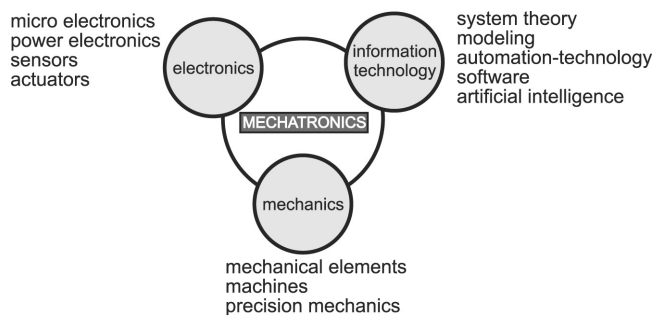 micro electronics
power electronics
sensors
actuators
electronics
information
technology
system theory
modeling
automation-technology
software
artificial intelligence
MECHATRONICS
mechanics
mechanical elements
machines
precision mechanics